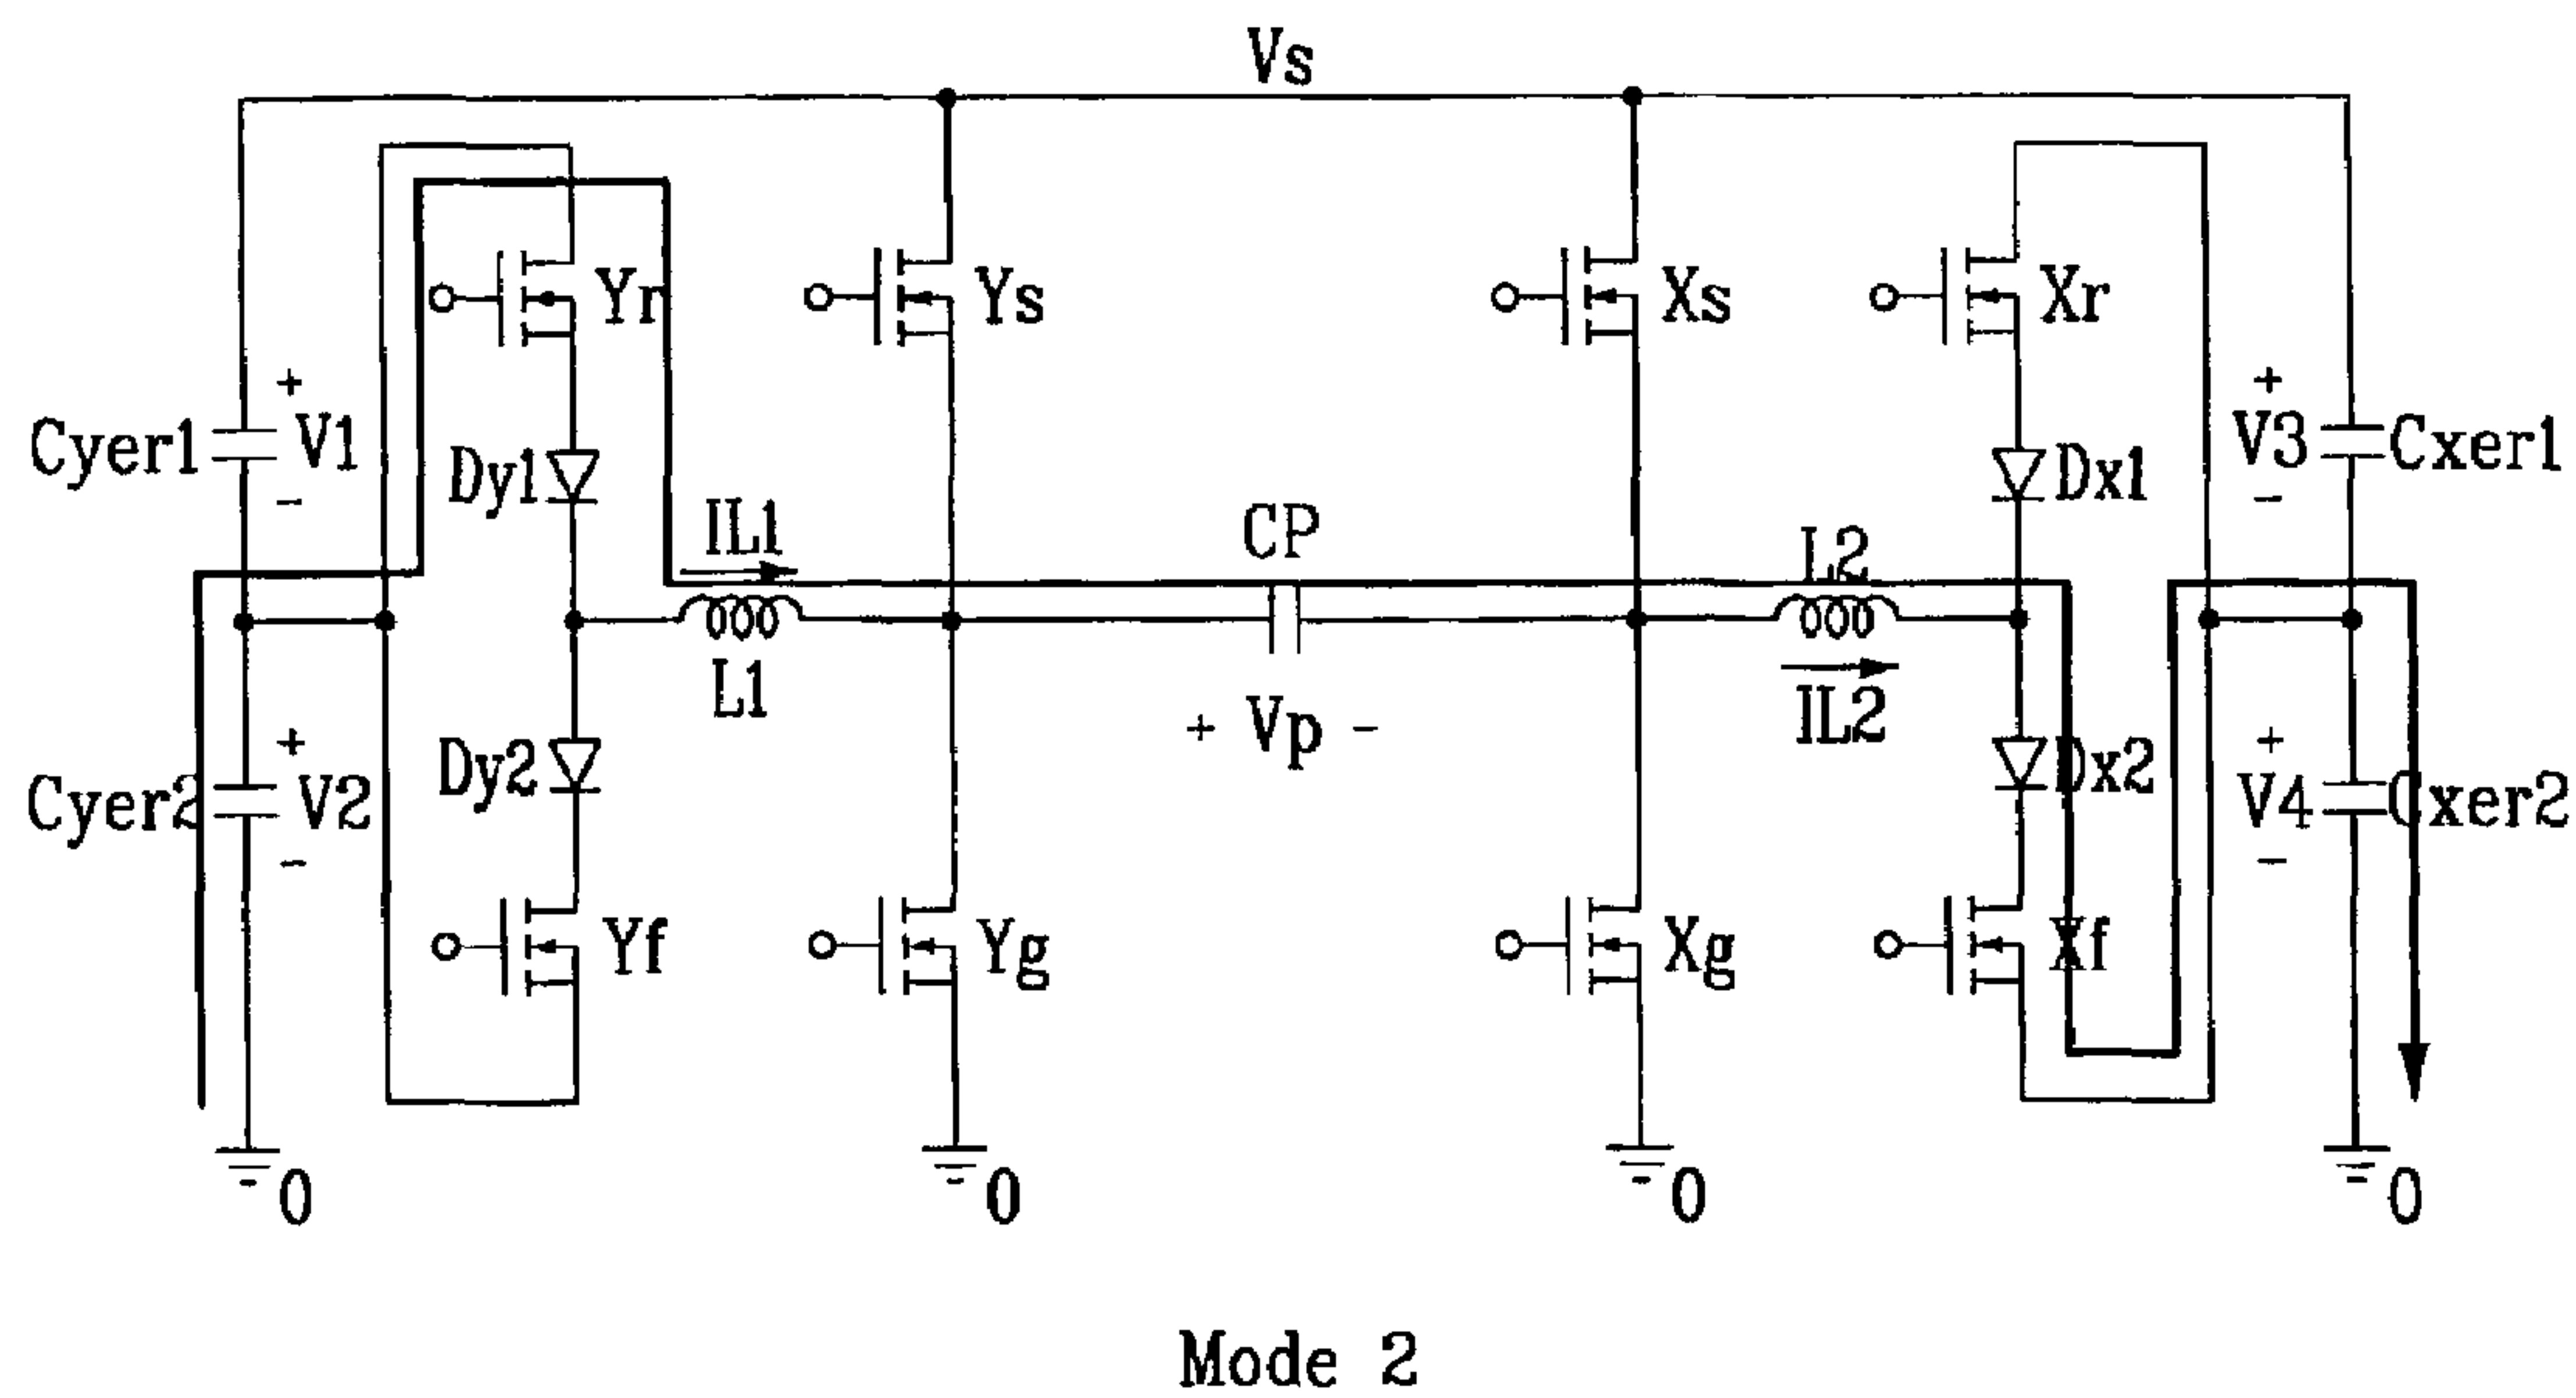 Vs
Yr
Ys
Xs
Xr
+
+
Cyer1
V1
Dy1
V3
Cxer1
Dx1
-
-
IL1
CP
L2
L1
+ Vp -
IL2
+
+
Dy2
Dx2
Cyer2
V2
V4
Cxer2
-
-
Yf
Yg
Xg
Xf
0
0
0
0
Mode 2